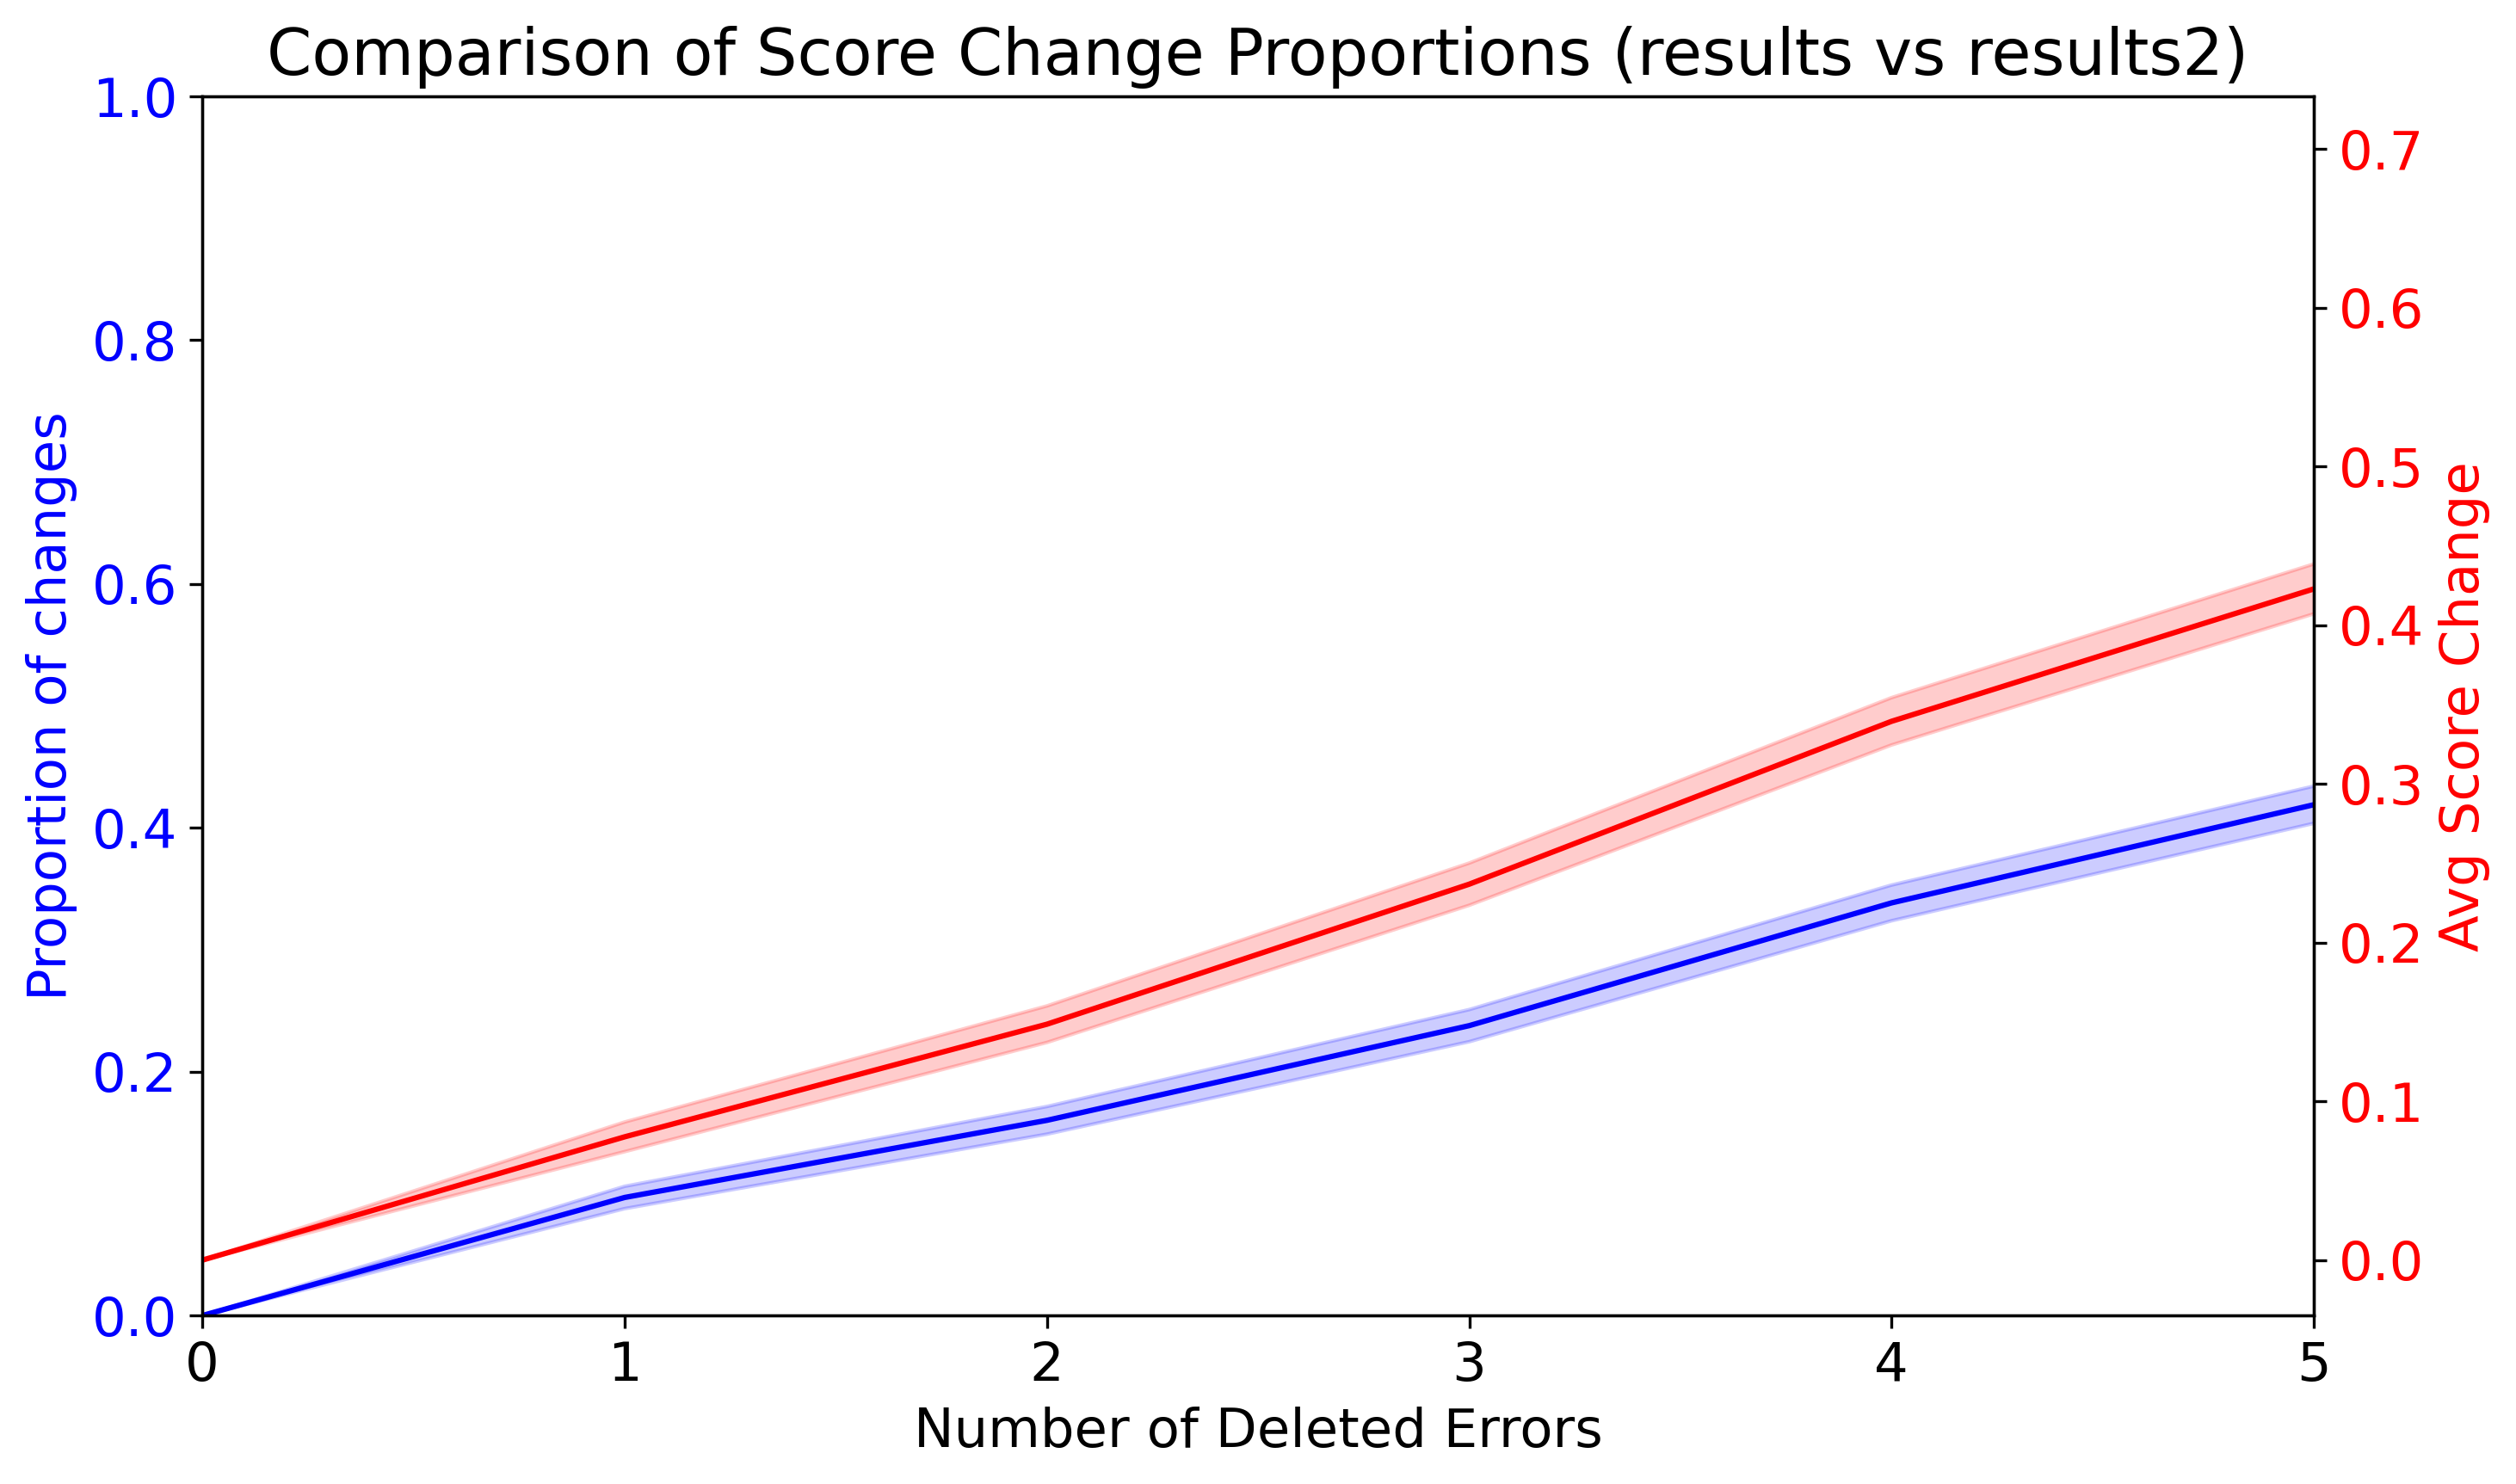 Comparison of Score Change Proportions (results vs results2)
1.0
0.8
0.6
0.4
0.2
0.0
Proportion of changes
0.7
0.6
0.5
0.4
0.3
0.2
0.1
0.0
Avg Score Change
0 1 2 3 4 5
Number of Deleted Errors